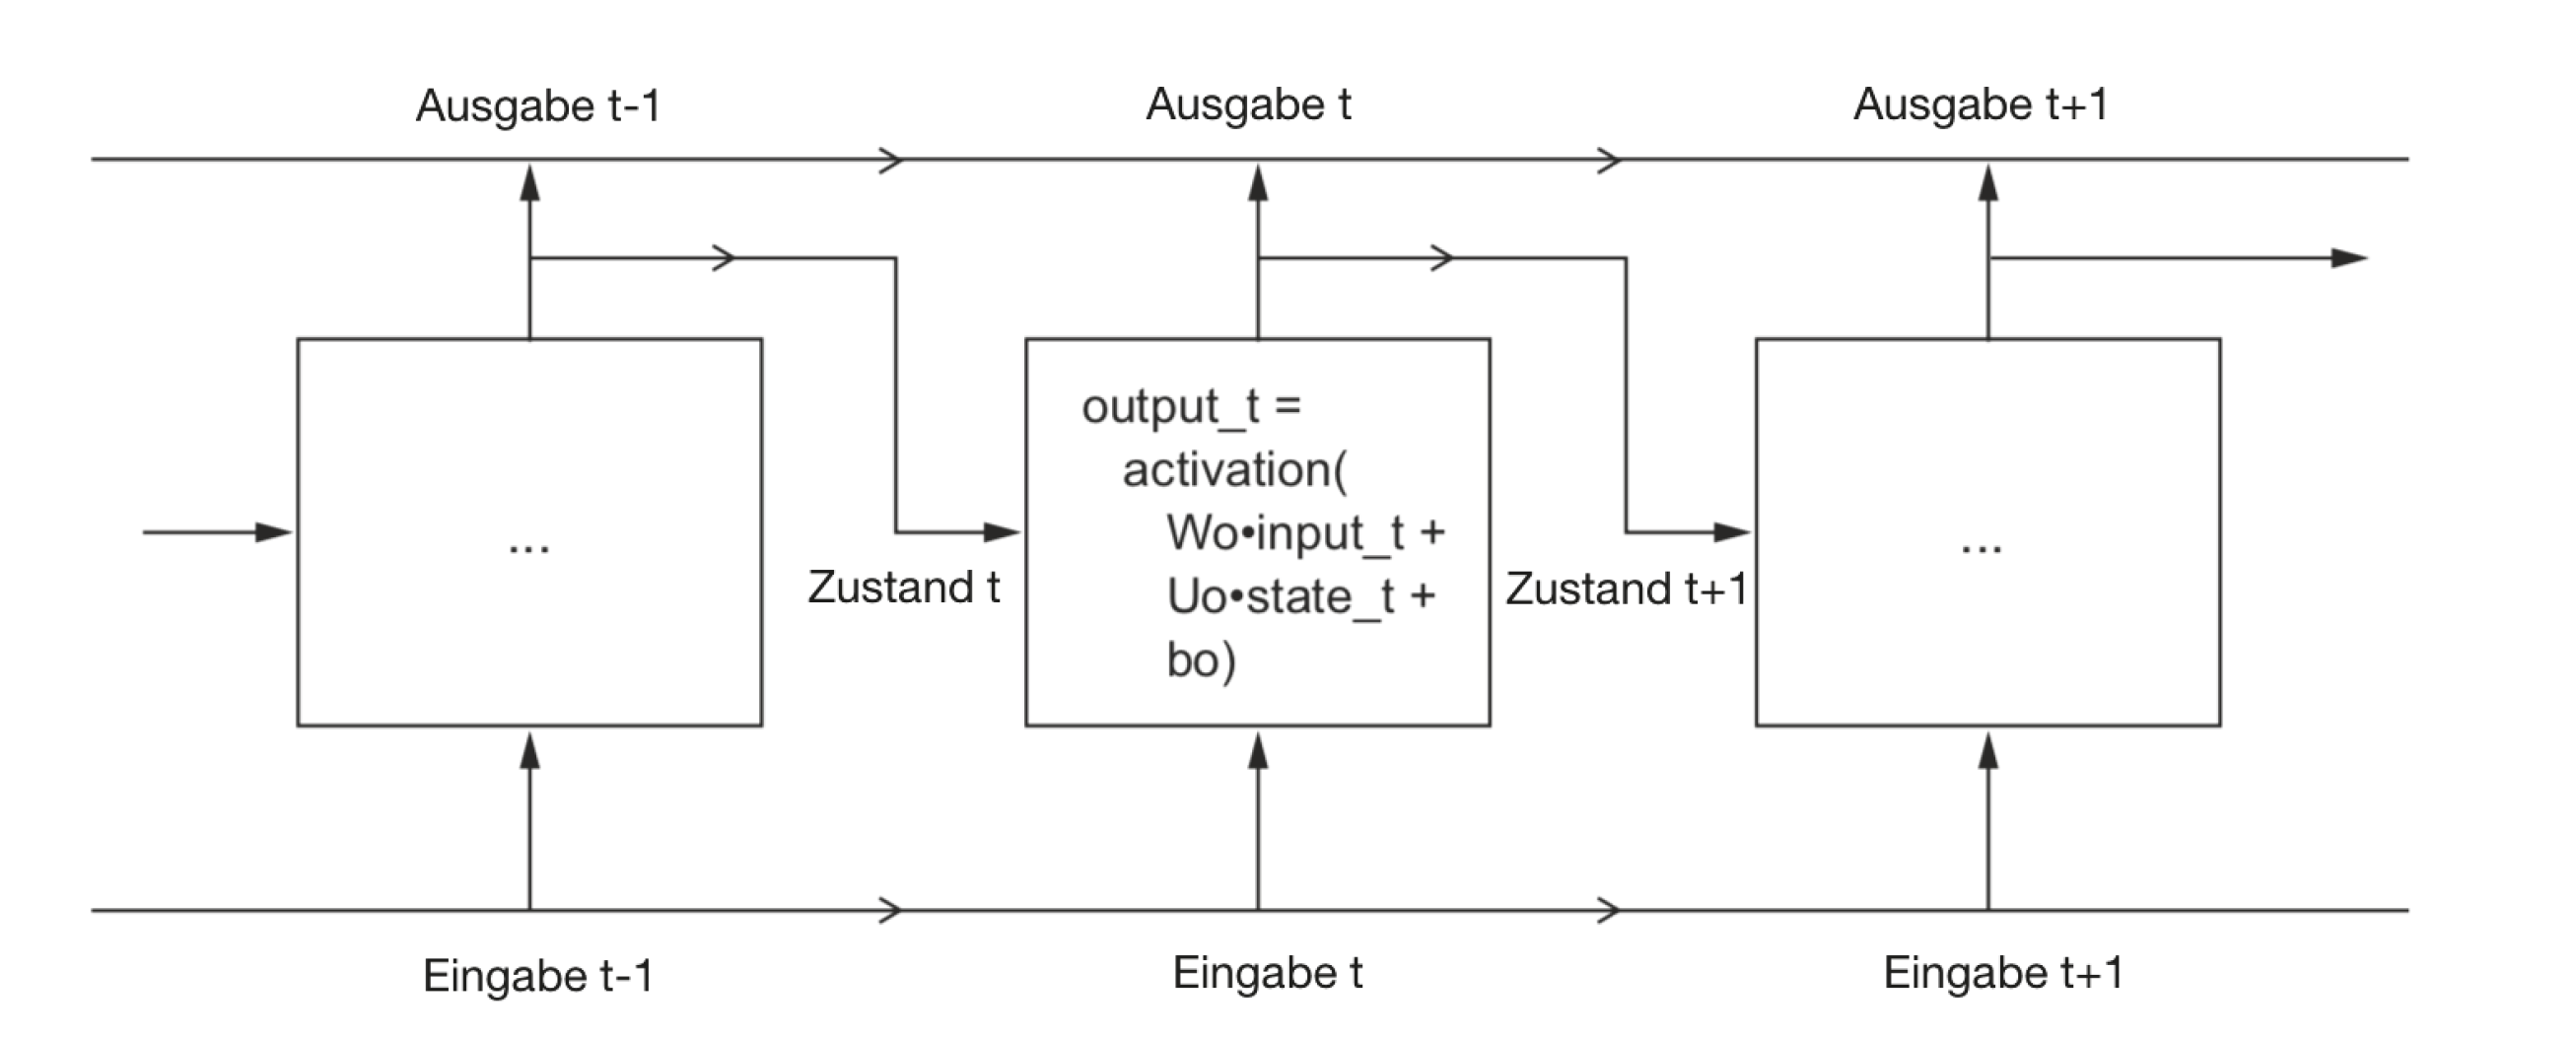 Ausgabe t-1
Ausgabe t
Ausgabe t+1
...
output_t =
activation(
Wo•input_t +
Uo•state_t +
bo)
...
Zustand t
Zustand t+1
Eingabe t-1
Eingabe t
Eingabe t+1